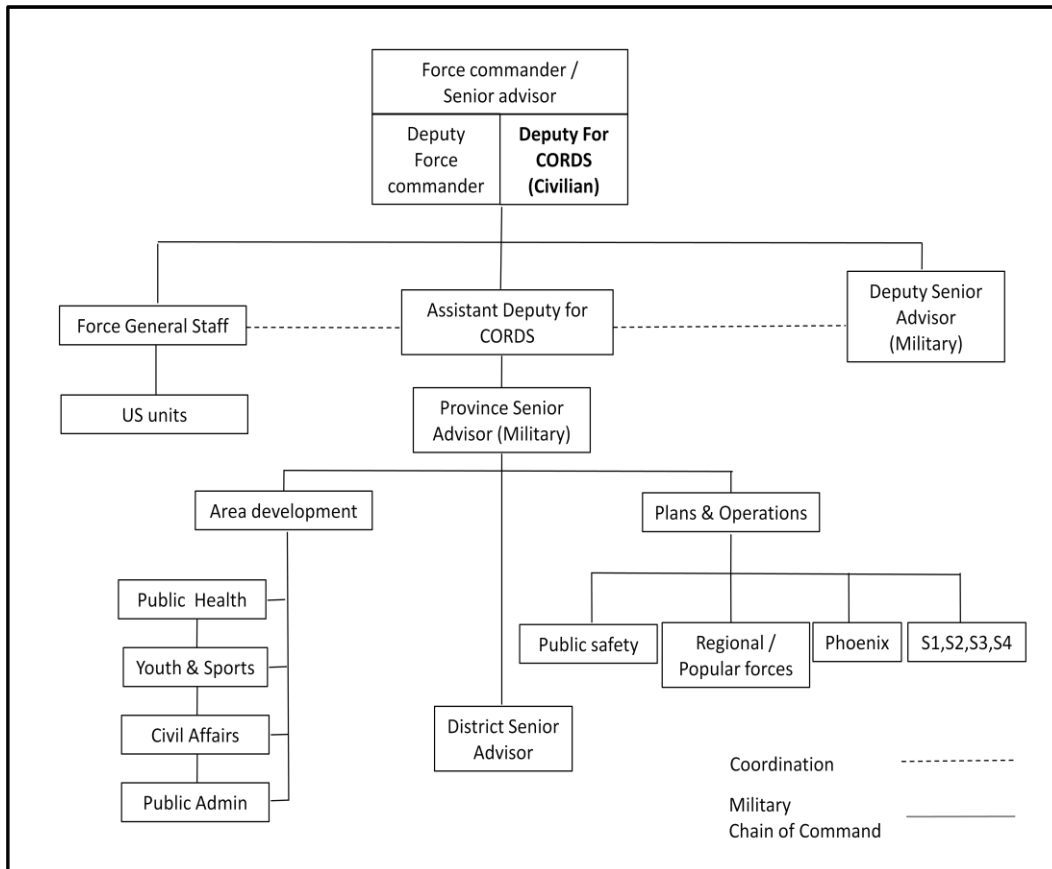 Force commander /
Senior advisor
Deputy
Force
commander
Deputy For
CORDS
(Civilian)
Force General Staff
Assistant Deputy for
CORDS
Deputy Senior
Advisor
(Military)
US units
Province Senior
Advisor (Military)
Area development
Plans & Operations
Public Health
Youth & Sports
Civil Affairs
Public Admin
Public safety
Regional /
Popular forces
Phoenix
S1,S2,S3,S4
District Senior
Advisor
Coordination
Military
Chain of Command